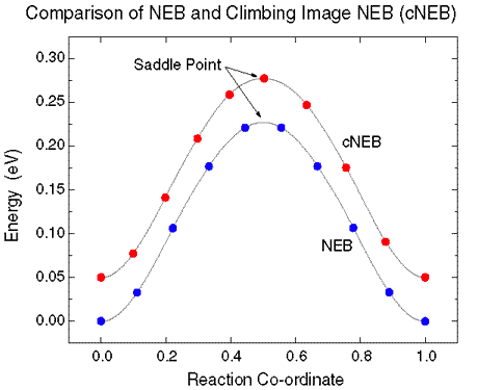 Comparison of NEB and Climbing Image NEB (cNEB)
0.30
Saddle Point
0.25
0.20
cNEB
0.15
Energy (eV)
0.10
NEB
0.05
0.00
0.0 0.2 0.4 0.6 0.8 1.0
Reaction Co-ordinate